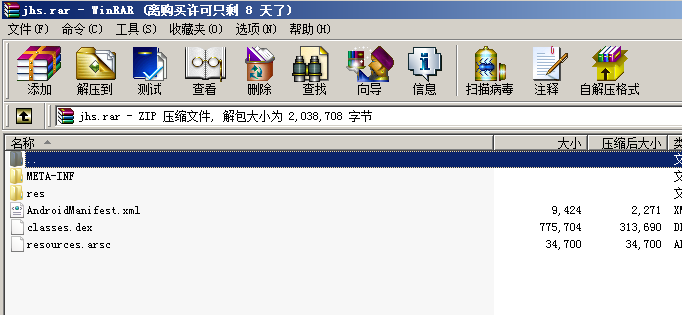 jhs.rar - WinRAR (离购买许可只剩 8 天了)
文件(F) 命令(C) 工具(S) 收藏夹(O) 选项(N) 帮助(H)
添加 解压到 测试 查看 删除 查找 向导 信息 扫描病毒 注释 自解压格式
jhs.rar - ZIP 压缩文件, 解包大小为 2,038,708 字节
名称 大小 压缩后大小 类
.. 文
META-INF 文
res 文
AndroidManifest.xml 9,424 2,271 XM
classes.dex 775,704 313,690 DE
resources.arsc 34,700 34,700 AR